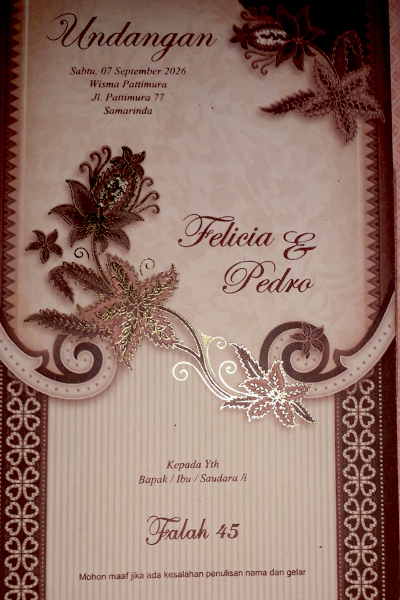 Undangan
Sabtu, 07 September 2026
Wisma Pattimura
Jl. Pattimura 77
Samarinda
Felicia &
Pedro
Kepada Yth
Bapak / Ibu / Saudara /i
Falah 45
Mohon maaf jika ada kesalahan penulisan nama dan gelar